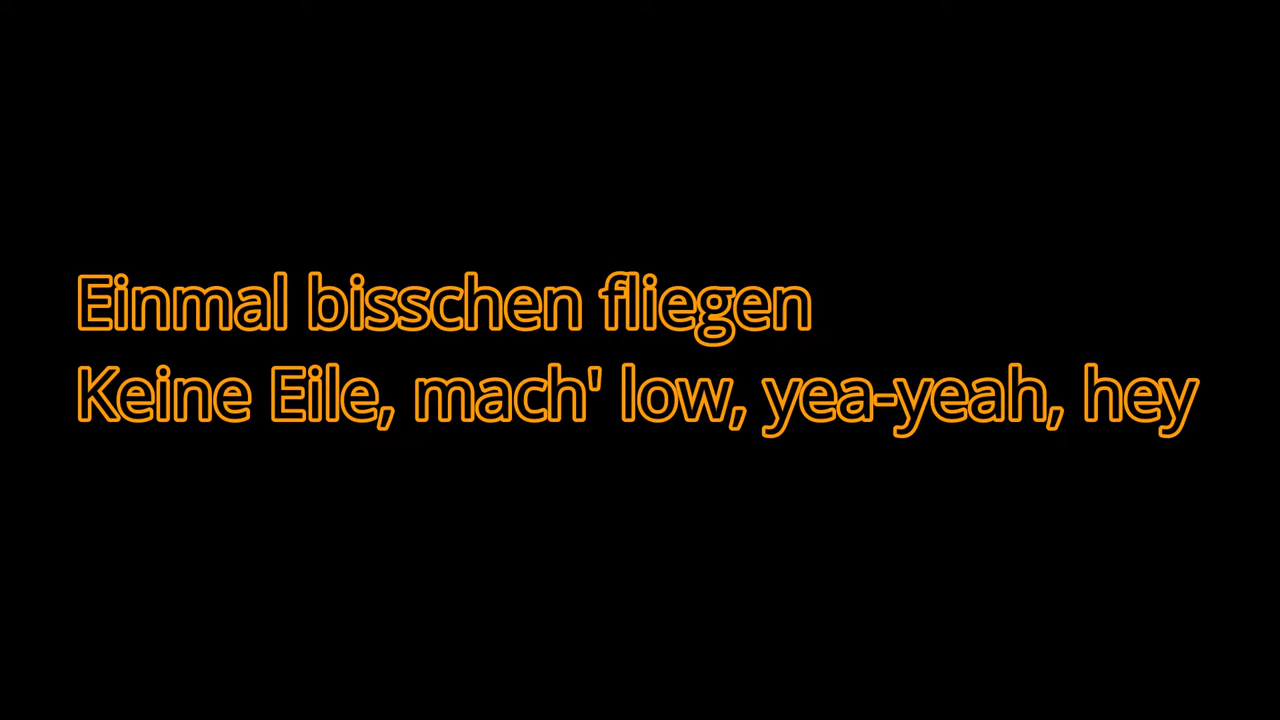 Einmal bisschen fliegen
Keine Eile, mach' low, yea-yeah, hey